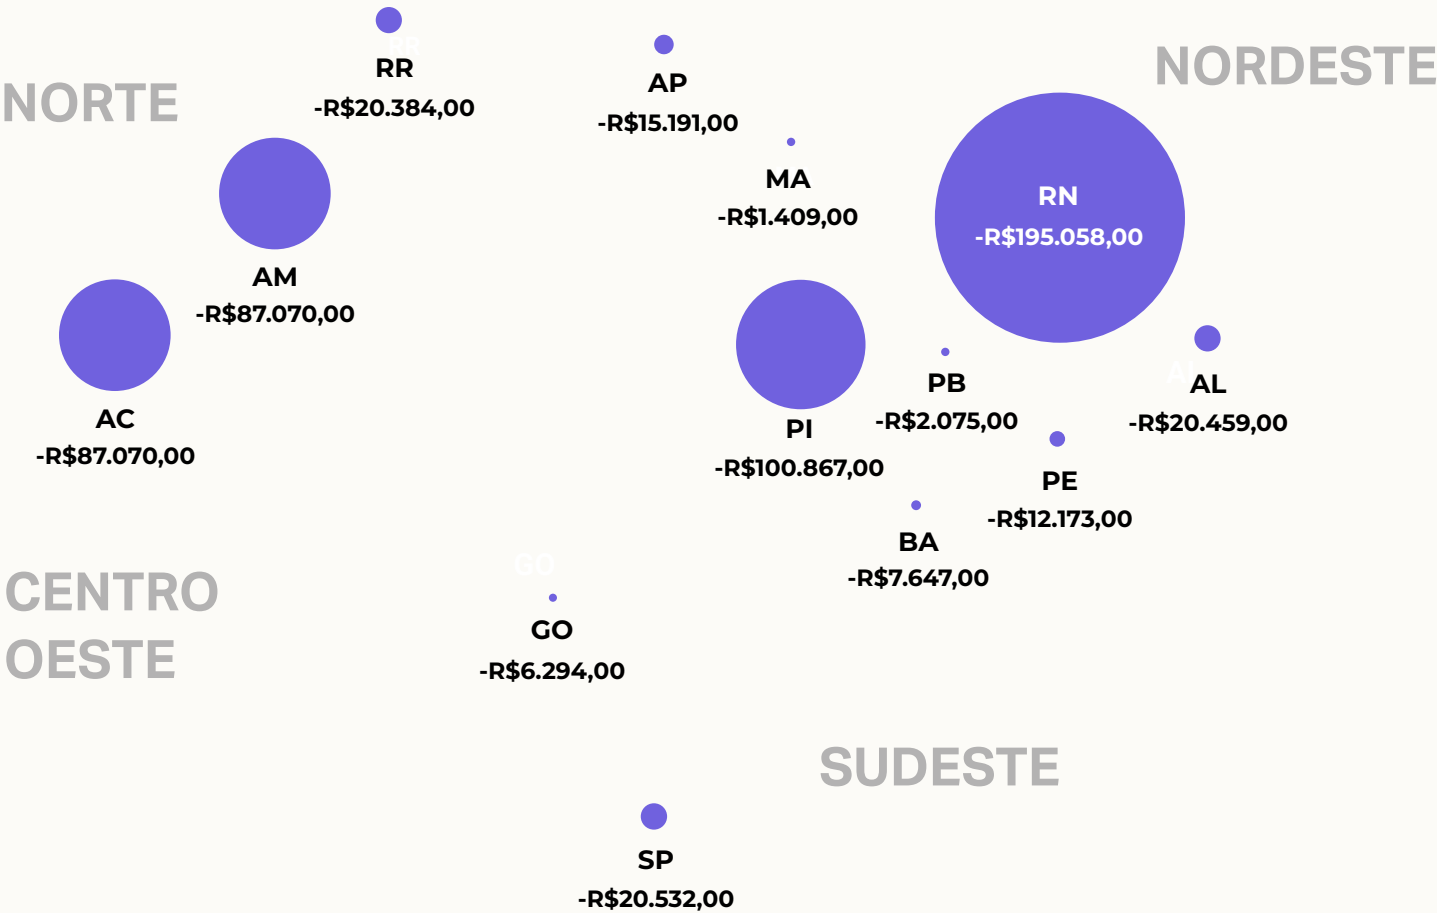 NORTE
RR
RR
-R$20.384,00
AP
-R$15.191,00
NORDESTE
MA
-R$1.409,00
RN
-R$195.058,00
AM
-R$87.070,00
AC
-R$87.070,00
PI
-R$100.867,00
PB
-R$2.075,00
AL
AL
-R$20.459,00
PE
-R$12.173,00
BA
-R$7.647,00
CENTRO
OESTE
GO
GO
-R$6.294,00
SUDESTE
SP
-R$20.532,00